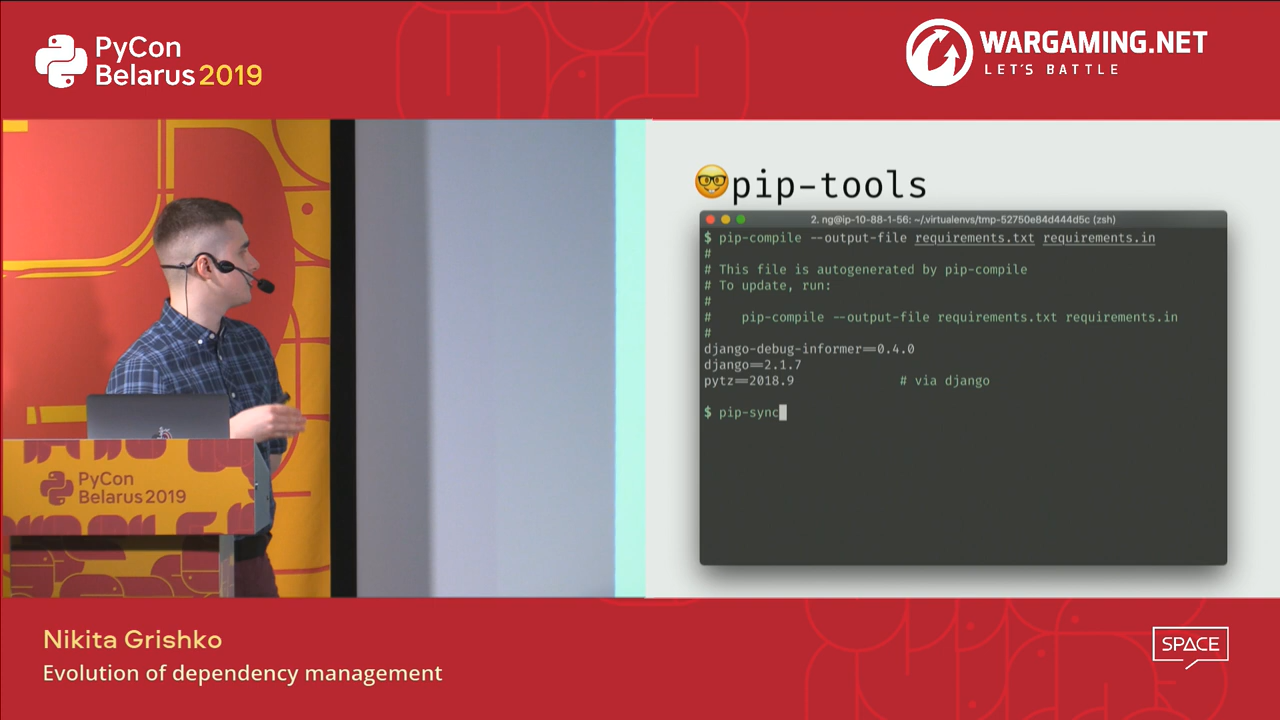 PyCon
Belarus 2019
WARGAMING.NET
LET'S BATTLE
PyCon
Belarus 2019
pip-tools
2. ng@ip-10-88-1-56: ~/.virtualenvs/tmp-52750e84d444d5c (zsh)
$ pip-compile --output-file requirements.txt requirements.in
#
# This file is autogenerated by pip-compile
# To update, run:
#
#    pip-compile --output-file requirements.txt requirements.in
#
django-debug-informer==0.4.0
django==2.1.7
pytz==2018.9              # via django
$ pip-sync
Nikita Grishko
Evolution of dependency management
SPACE